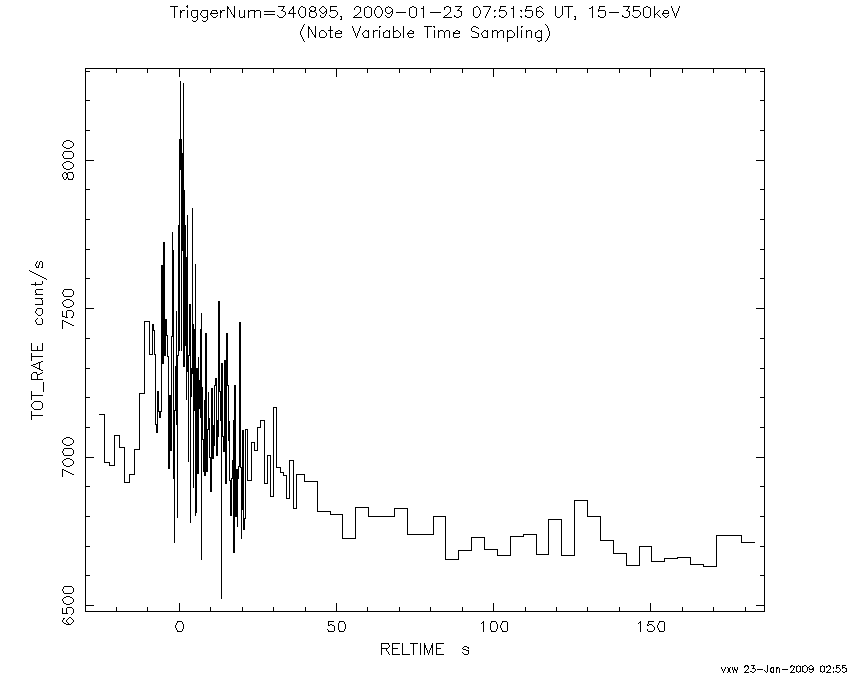 TriggerNum=340895, 2009-01-23 07:51:56 UT, 15-350keV
(Note Variable Time Sampling)
8000
7500
7000
6500
TOT_RATE count/s
0 50 100 150
RELTIME s
vxw 23-Jan-2009 02:55